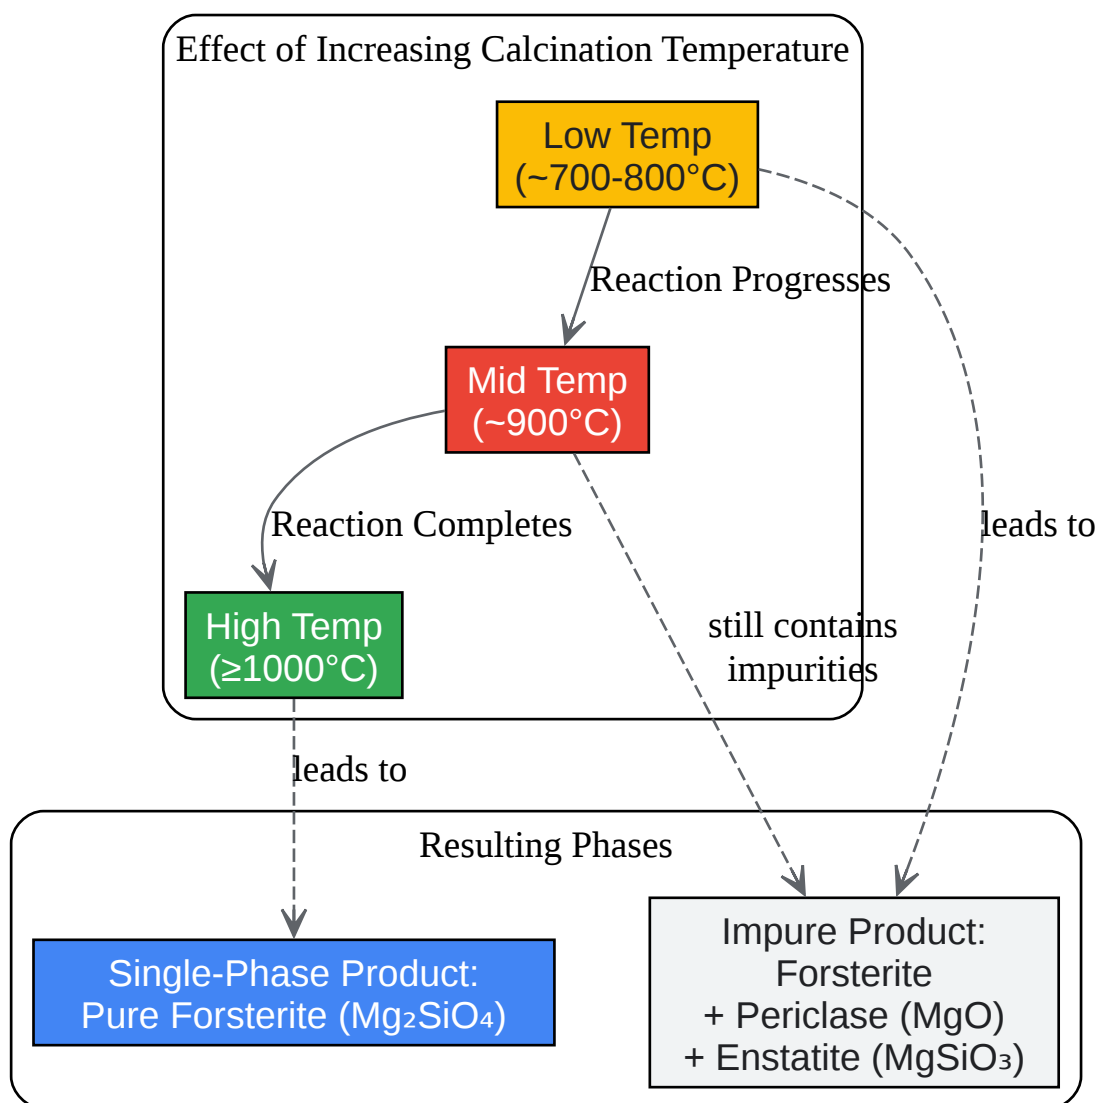 Effect of Increasing Calcination Temperature
Low Temp
(~700-800°C)
Reaction Progresses
Mid Temp
(~900°C)
Reaction Completes
leads to
High Temp
(≥1000°C)
still contains
impurities
leads to
Resulting Phases
Single-Phase Product:
Pure Forsterite (Mg₂SiO₄)
Impure Product:
Forsterite
+ Periclase (MgO)
+ Enstatite (MgSiO₃)